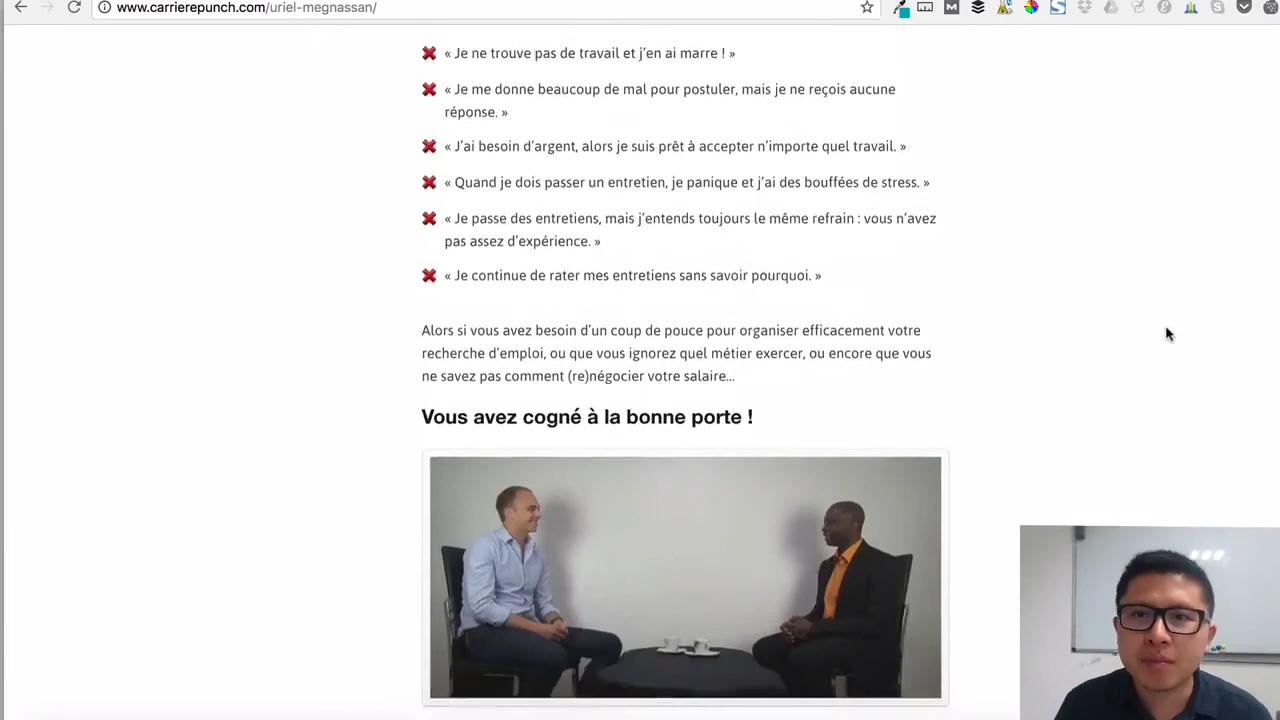 www.carrierepunch.com/uriel-megnassan/
« Je ne trouve pas de travail et j'en ai marre ! »
« Je me donne beaucoup de mal pour postuler, mais je ne reçois aucune
réponse. »
« J'ai besoin d'argent, alors je suis prêt à accepter n'importe quel travail. »
« Quand je dois passer un entretien, je panique et j'ai des bouffées de stress. »
« Je passe des entretiens, mais j'entends toujours le même refrain : vous n'avez
pas assez d'expérience. »
« Je continue de rater mes entretiens sans savoir pourquoi. »
Alors si vous avez besoin d'un coup de pouce pour organiser efficacement votre
recherche d'emploi, ou que vous ignorez quel métier exercer, ou encore que vous
ne savez pas comment (re)négocier votre salaire…
Vous avez cogné à la bonne porte !